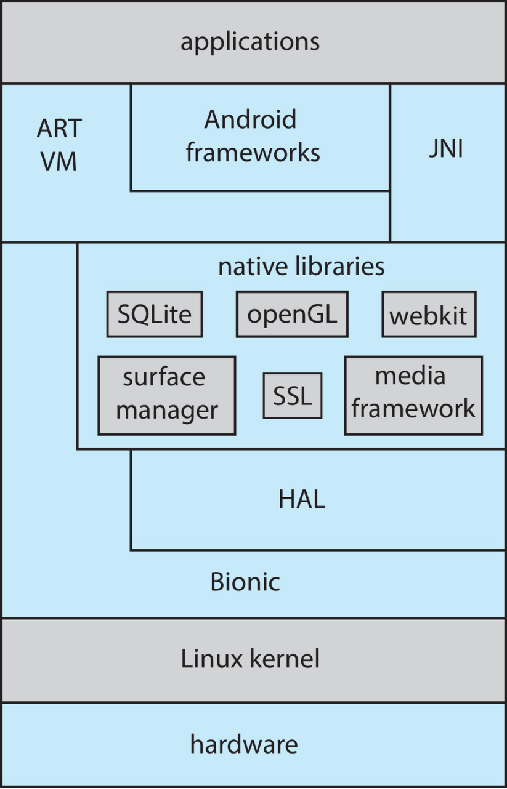 applications
ART
VM
Android
frameworks
JNI
native libraries
SQLite
openGL
webkit
surface
manager
SSL
media
framework
HAL
Bionic
Linux kernel
hardware